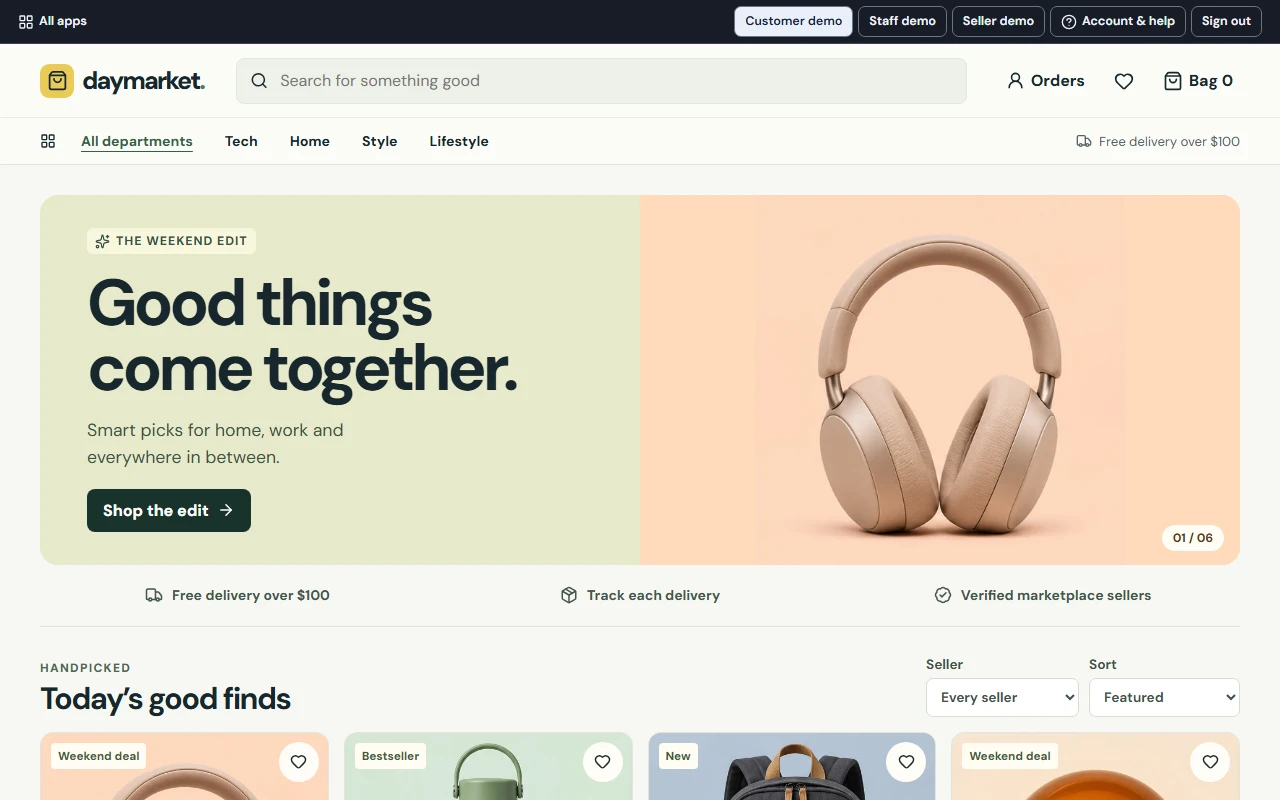 All apps
Customer demo
Staff demo
Seller demo
Account & help
Sign out
daymarket.
Search for something good
Orders
Bag 0
All departments
Tech
Home
Style
Lifestyle
Free delivery over $100
THE WEEKEND EDIT
Good things
come together.
Smart picks for home, work and
everywhere in between.
Shop the edit
01 / 06
Free delivery over $100
Track each delivery
Verified marketplace sellers
HANDPICKED
Today’s good finds
Seller
Every seller
Sort
Featured
Weekend deal
Bestseller
New
Weekend deal